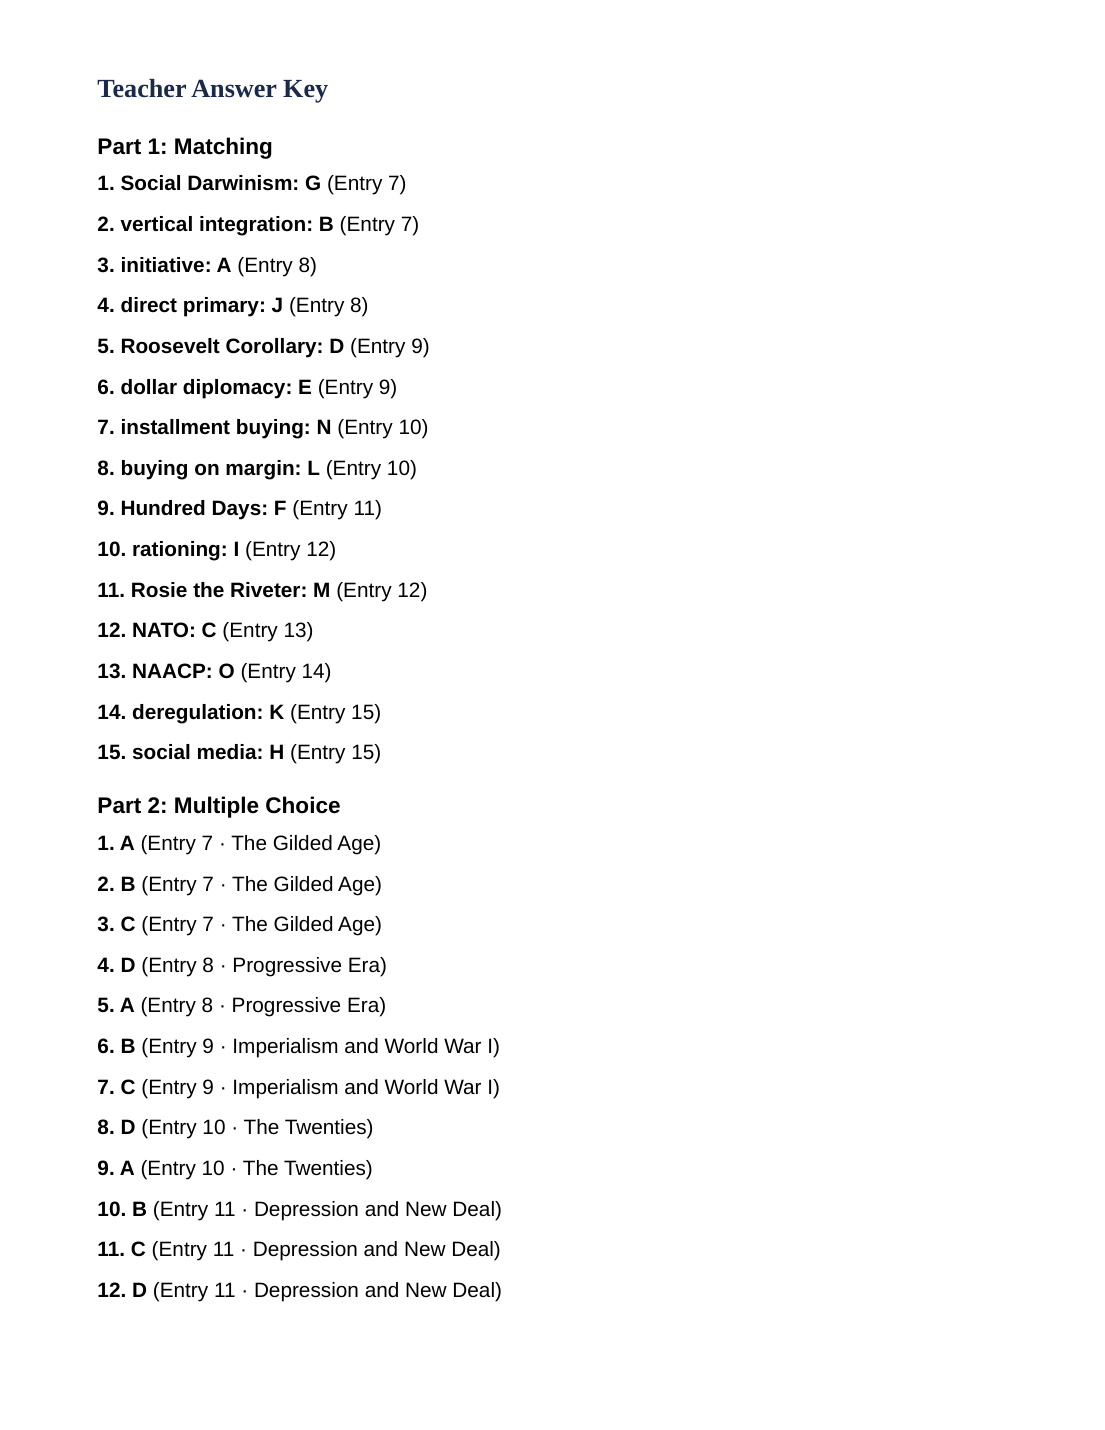 Teacher Answer Key
Part 1: Matching
1. Social Darwinism: G (Entry 7)
2. vertical integration: B (Entry 7)
3. initiative: A (Entry 8)
4. direct primary: J (Entry 8)
5. Roosevelt Corollary: D (Entry 9)
6. dollar diplomacy: E (Entry 9)
7. installment buying: N (Entry 10)
8. buying on margin: L (Entry 10)
9. Hundred Days: F (Entry 11)
10. rationing: I (Entry 12)
11. Rosie the Riveter: M (Entry 12)
12. NATO: C (Entry 13)
13. NAACP: O (Entry 14)
14. deregulation: K (Entry 15)
15. social media: H (Entry 15)
Part 2: Multiple Choice
1. A (Entry 7 · The Gilded Age)
2. B (Entry 7 · The Gilded Age)
3. C (Entry 7 · The Gilded Age)
4. D (Entry 8 · Progressive Era)
5. A (Entry 8 · Progressive Era)
6. B (Entry 9 · Imperialism and World War I)
7. C (Entry 9 · Imperialism and World War I)
8. D (Entry 10 · The Twenties)
9. A (Entry 10 · The Twenties)
10. B (Entry 11 · Depression and New Deal)
11. C (Entry 11 · Depression and New Deal)
12. D (Entry 11 · Depression and New Deal)